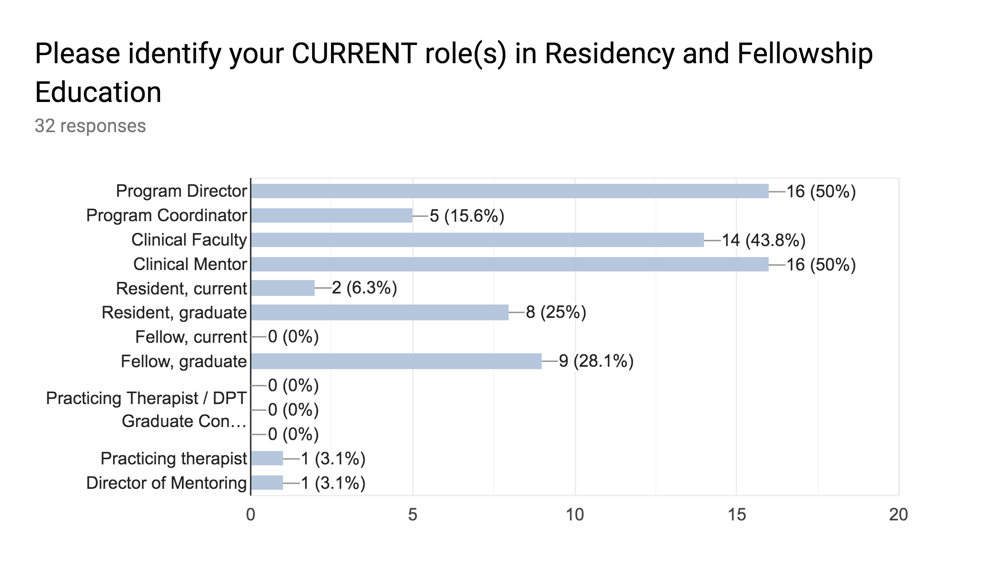 Please identify your CURRENT role(s) in Residency and Fellowship
Education
32 responses
Program Director 16 (50%)
Program Coordinator 5 (15.6%)
Clinical Faculty 14 (43.8%)
Clinical Mentor 16 (50%)
Resident, current 2 (6.3%)
Resident, graduate 8 (25%)
Fellow, current 0 (0%)
Fellow, graduate 9 (28.1%)
0 (0%)
Practicing Therapist / DPT
0 (0%)
Graduate Con…
0 (0%)
Practicing therapist 1 (3.1%)
Director of Mentoring 1 (3.1%)
0 5 10 15 20